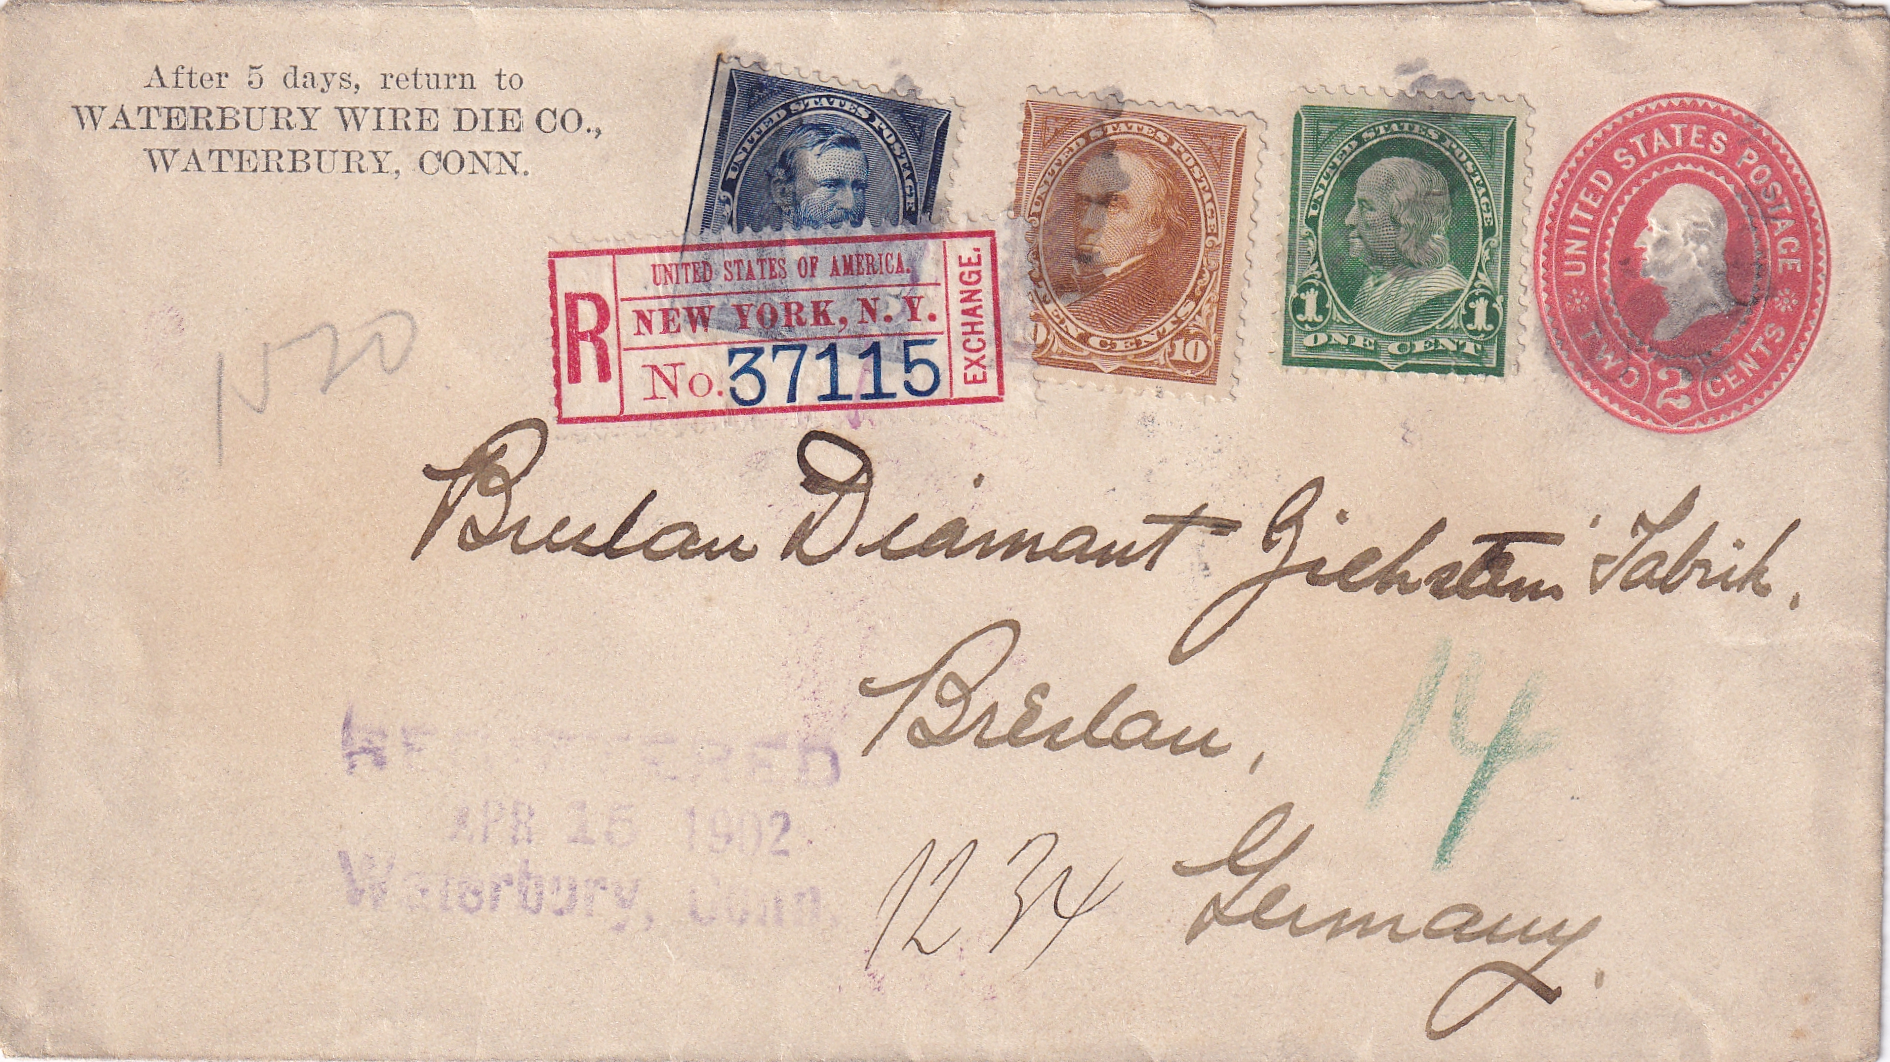 After 5 days, return to
WATERBURY WIRE DIE CO.,
WATERBURY, CONN.
UNITED STATES POSTAGE
UNITED STATES POSTAGE
TEN CENTS
10
UNITED STATES POSTAGE
1 1
ONE CENT
UNITED STATES POSTAGE
TWO 2 CENTS
R
UNITED STATES OF AMERICA.
NEW YORK, N. Y.
No. 37115
EXCHANGE.
Breslau Diamant Ziehstein Fabrik.
Breslau,
14
REGISTERED
APR 15 1902
Waterbury, Conn.
1234
Germany.